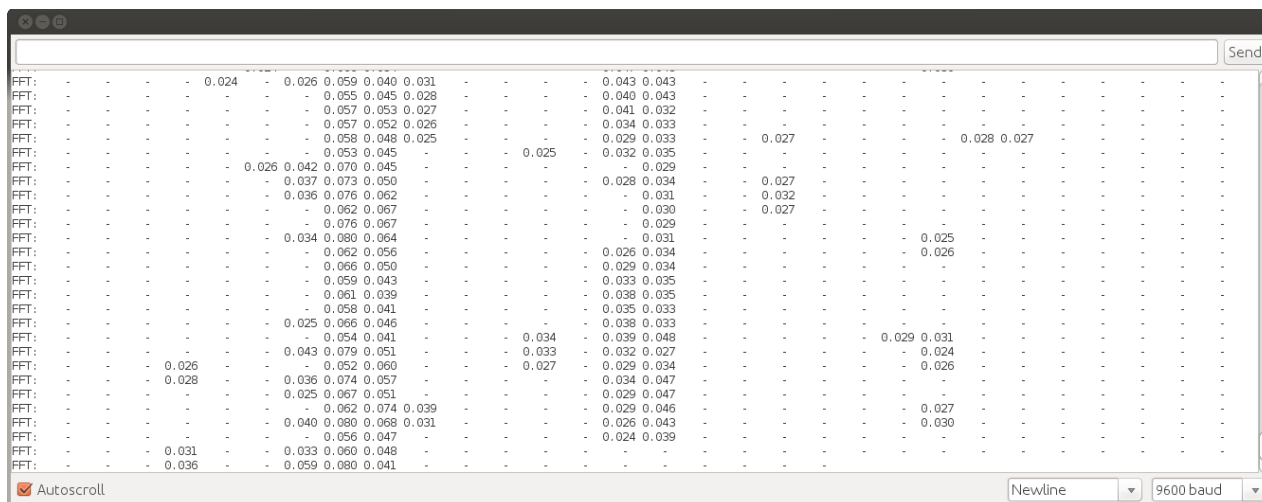 Send
FFT: - - - - 0.024 - 0.026 0.059 0.040 0.031 - - - - 0.043 0.043 - - - - - - - - - - - - - -
FFT: - - - - - - - 0.055 0.045 0.028 - - - - 0.040 0.043 - - - - - - - - - - - - - -
FFT: - - - - - - - 0.057 0.053 0.027 - - - - 0.041 0.032 - - - - - - - - - - - - - -
FFT: - - - - - - - 0.057 0.052 0.026 - - - - 0.034 0.033 - - - - - - - - - - - - - -
FFT: - - - - - - - 0.058 0.048 0.025 - - - - 0.029 0.033 - - 0.027 - - - - 0.028 0.027 - - - - -
FFT: - - - - - - - 0.053 0.045 - - - 0.025 - 0.032 0.035 - - - - - - - - - - - - - -
FFT: - - - - - 0.026 0.042 0.070 0.045 - - - - - - 0.029 - - - - - - - - - - - - - -
FFT: - - - - - - 0.037 0.073 0.050 - - - - - 0.028 0.034 - - 0.027 - - - - - - - - - - -
FFT: - - - - - - 0.036 0.076 0.062 - - - - - - 0.031 - - 0.032 - - - - - - - - - - -
FFT: - - - - - - - 0.062 0.067 - - - - - - 0.030 - - 0.027 - - - - - - - - - - -
FFT: - - - - - - - 0.076 0.067 - - - - - - 0.029 - - - - - - - - - - - - - -
FFT: - - - - - - 0.034 0.080 0.064 - - - - - - 0.031 - - - - - - 0.025 - - - - - - -
FFT: - - - - - - - 0.062 0.056 - - - - - 0.026 0.034 - - - - - - 0.026 - - - - - - -
FFT: - - - - - - - 0.066 0.050 - - - - - 0.029 0.034 - - - - - - - - - - - - - -
FFT: - - - - - - - 0.059 0.043 - - - - - 0.033 0.035 - - - - - - - - - - - - - -
FFT: - - - - - - - 0.061 0.039 - - - - - 0.038 0.035 - - - - - - - - - - - - - -
FFT: - - - - - - - 0.058 0.041 - - - - - 0.035 0.033 - - - - - - - - - - - - - -
FFT: - - - - - - 0.025 0.066 0.046 - - - - - 0.038 0.033 - - - - - - - - - - - - - -
FFT: - - - - - - - 0.054 0.041 - - - 0.034 - 0.039 0.048 - - - - - 0.029 0.031 - - - - - - -
FFT: - - - - - - 0.043 0.079 0.051 - - - 0.033 - 0.032 0.027 - - - - - - 0.024 - - - - - - -
FFT: - - - 0.026 - - - 0.052 0.060 - - - 0.027 - 0.029 0.034 - - - - - - 0.026 - - - - - - -
FFT: - - - 0.028 - - 0.036 0.074 0.057 - - - - - 0.034 0.047 - - - - - - - - - - - - - -
FFT: - - - - - - 0.025 0.067 0.051 - - - - - 0.029 0.047 - - - - - - - - - - - - - -
FFT: - - - - - - - 0.062 0.074 0.039 - - - - 0.029 0.046 - - - - - - 0.027 - - - - - - -
FFT: - - - - - - 0.040 0.080 0.068 0.031 - - - - 0.026 0.043 - - - - - - 0.030 - - - - - - -
FFT: - - - - - - - 0.056 0.047 - - - - - 0.024 0.039 - - - - - - - - - - - - - -
FFT: - - - 0.031 - - 0.033 0.060 0.048 - - - - - - - - - - - - - - - - - - - - -
FFT: - - - 0.036 - - 0.059 0.080 0.041 - - - - - - - - - - -
Autoscroll
Newline
9600 baud